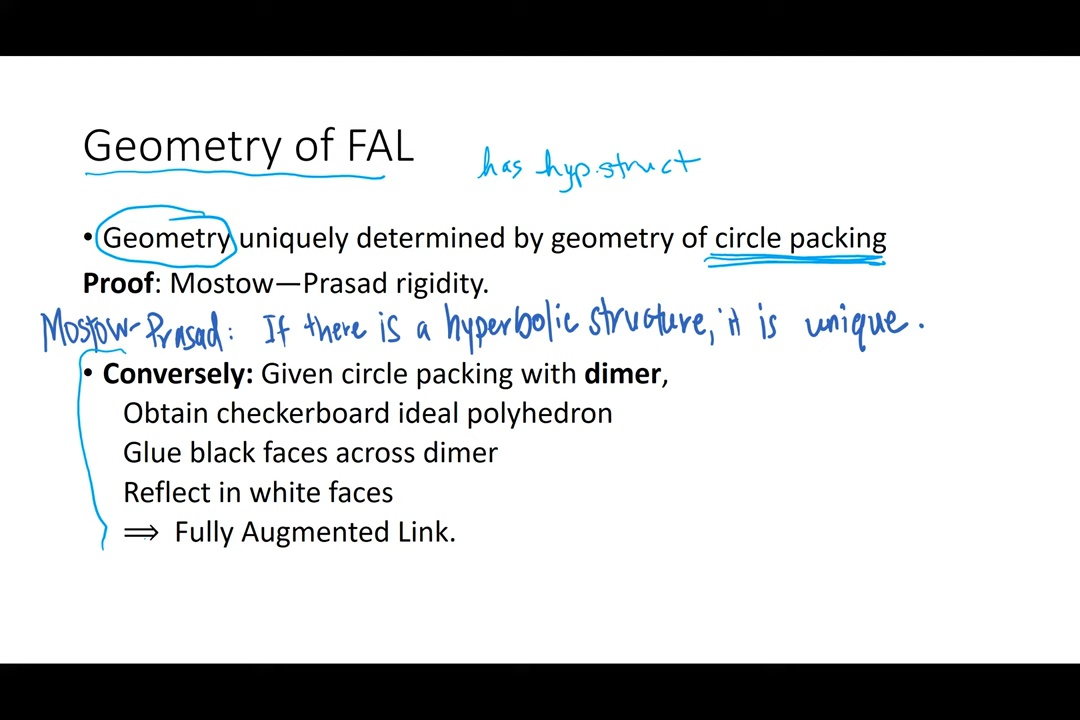 Geometry of FAL
has hyp. struct
• Geometry uniquely determined by geometry of circle packing
Proof: Mostow—Prasad rigidity.
Mostow-Prasad: If there is a hyperbolic structure, it is unique.
• Conversely: Given circle packing with dimer,
Obtain checkerboard ideal polyhedron
Glue black faces across dimer
Reflect in white faces
⟹ Fully Augmented Link.